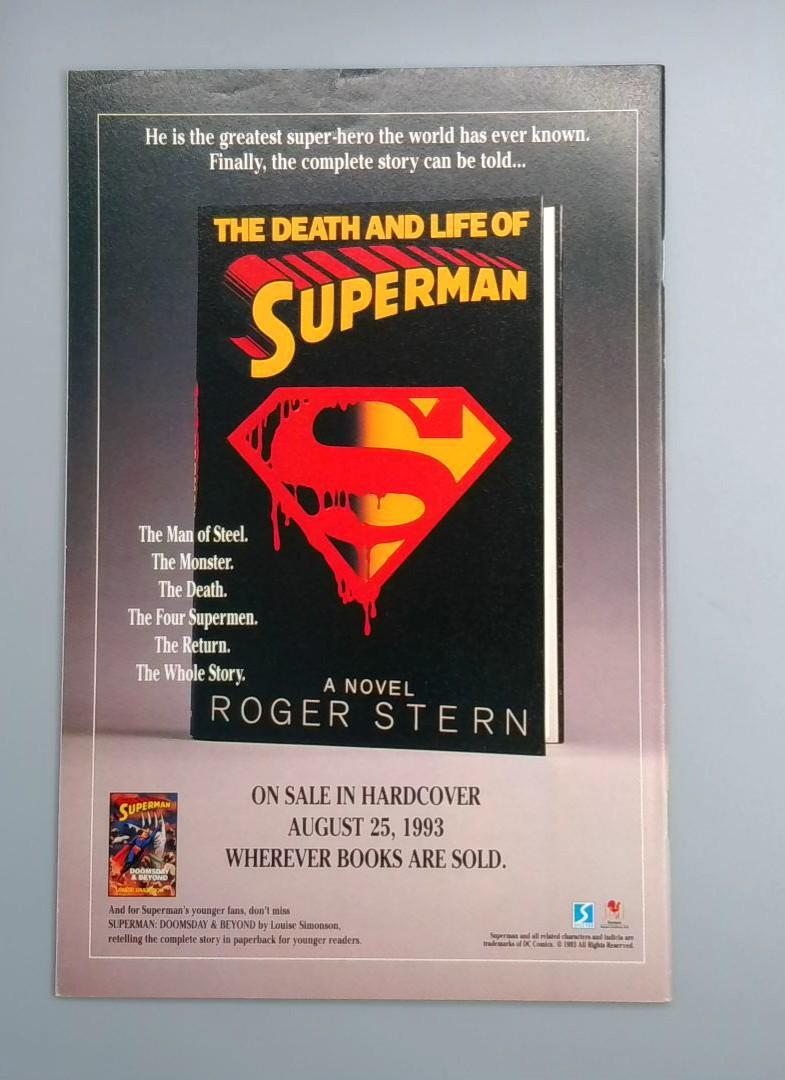 He is the greatest super-hero the world has ever known.
Finally, the complete story can be told...
THE DEATH AND LIFE OF
SUPERMAN
The Man of Steel.
The Monster.
The Death.
The Four Supermen.
The Return.
The Whole Story.
A NOVEL
ROGER STERN
ON SALE IN HARDCOVER
AUGUST 25, 1993
WHEREVER BOOKS ARE SOLD.
SUPERMAN
DOOMSDAY
& BEYOND
And for Superman's younger fans, don't miss
SUPERMAN: DOOMSDAY & BEYOND by Louise Simonson,
retelling the complete story in paperback for younger readers.
Superman and all related characters and indicia are
trademarks of DC Comics. © 1993 All Rights Reserved.